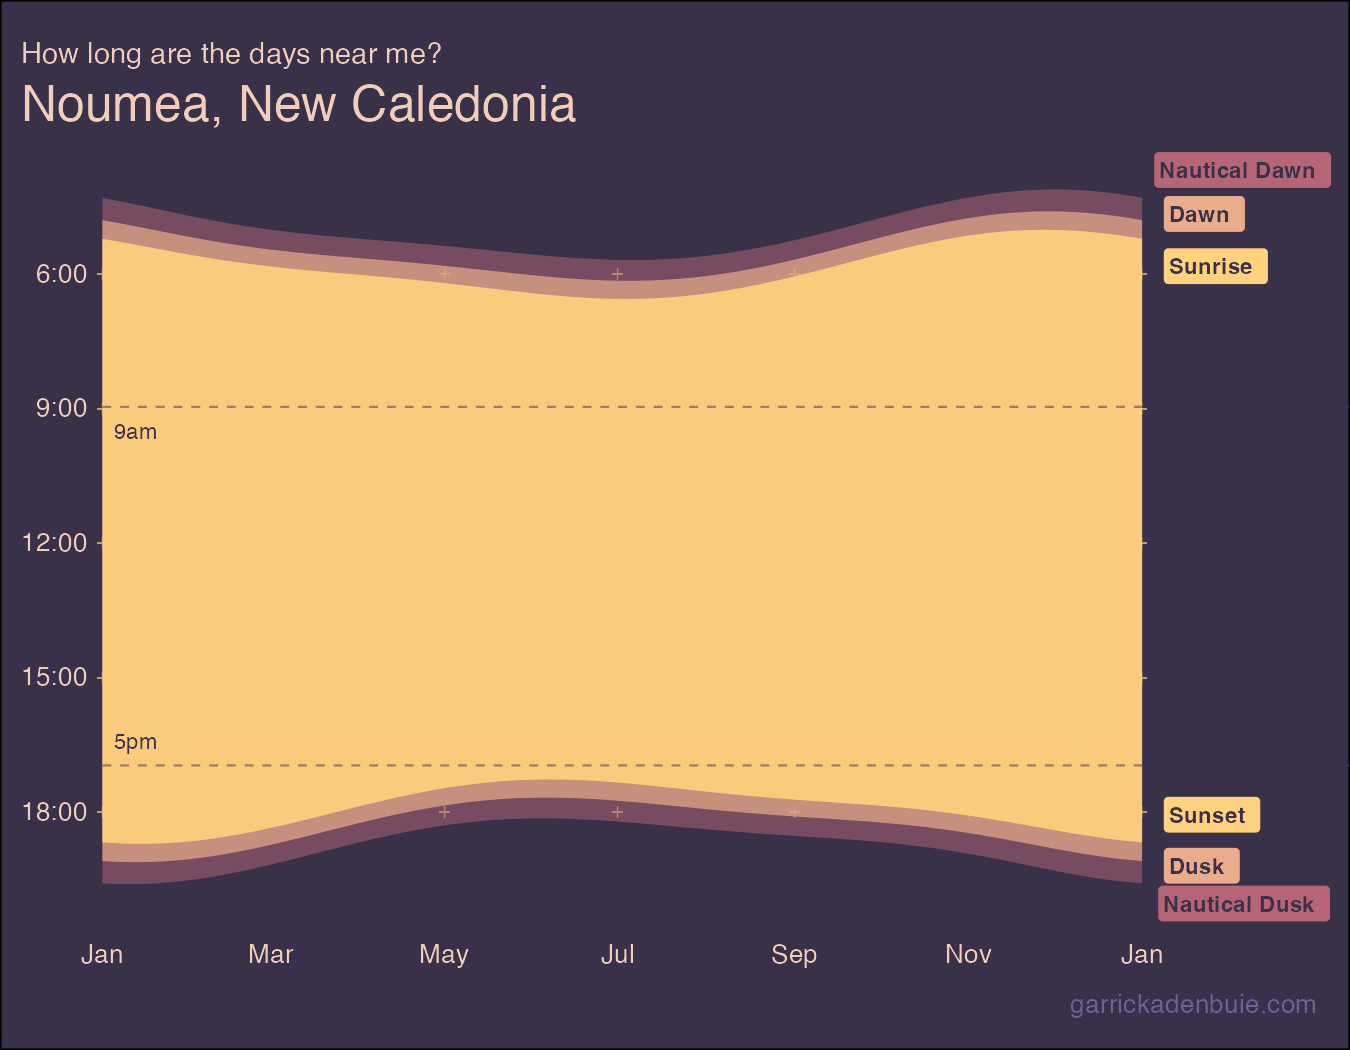 How long are the days near me?
Noumea, New Caledonia
Nautical Dawn
Dawn
Sunrise
6:00
9:00
9am
12:00
15:00
5pm
18:00
Sunset
Dusk
Nautical Dusk
Jan Mar May Jul Sep Nov Jan
garrickadenbuie.com